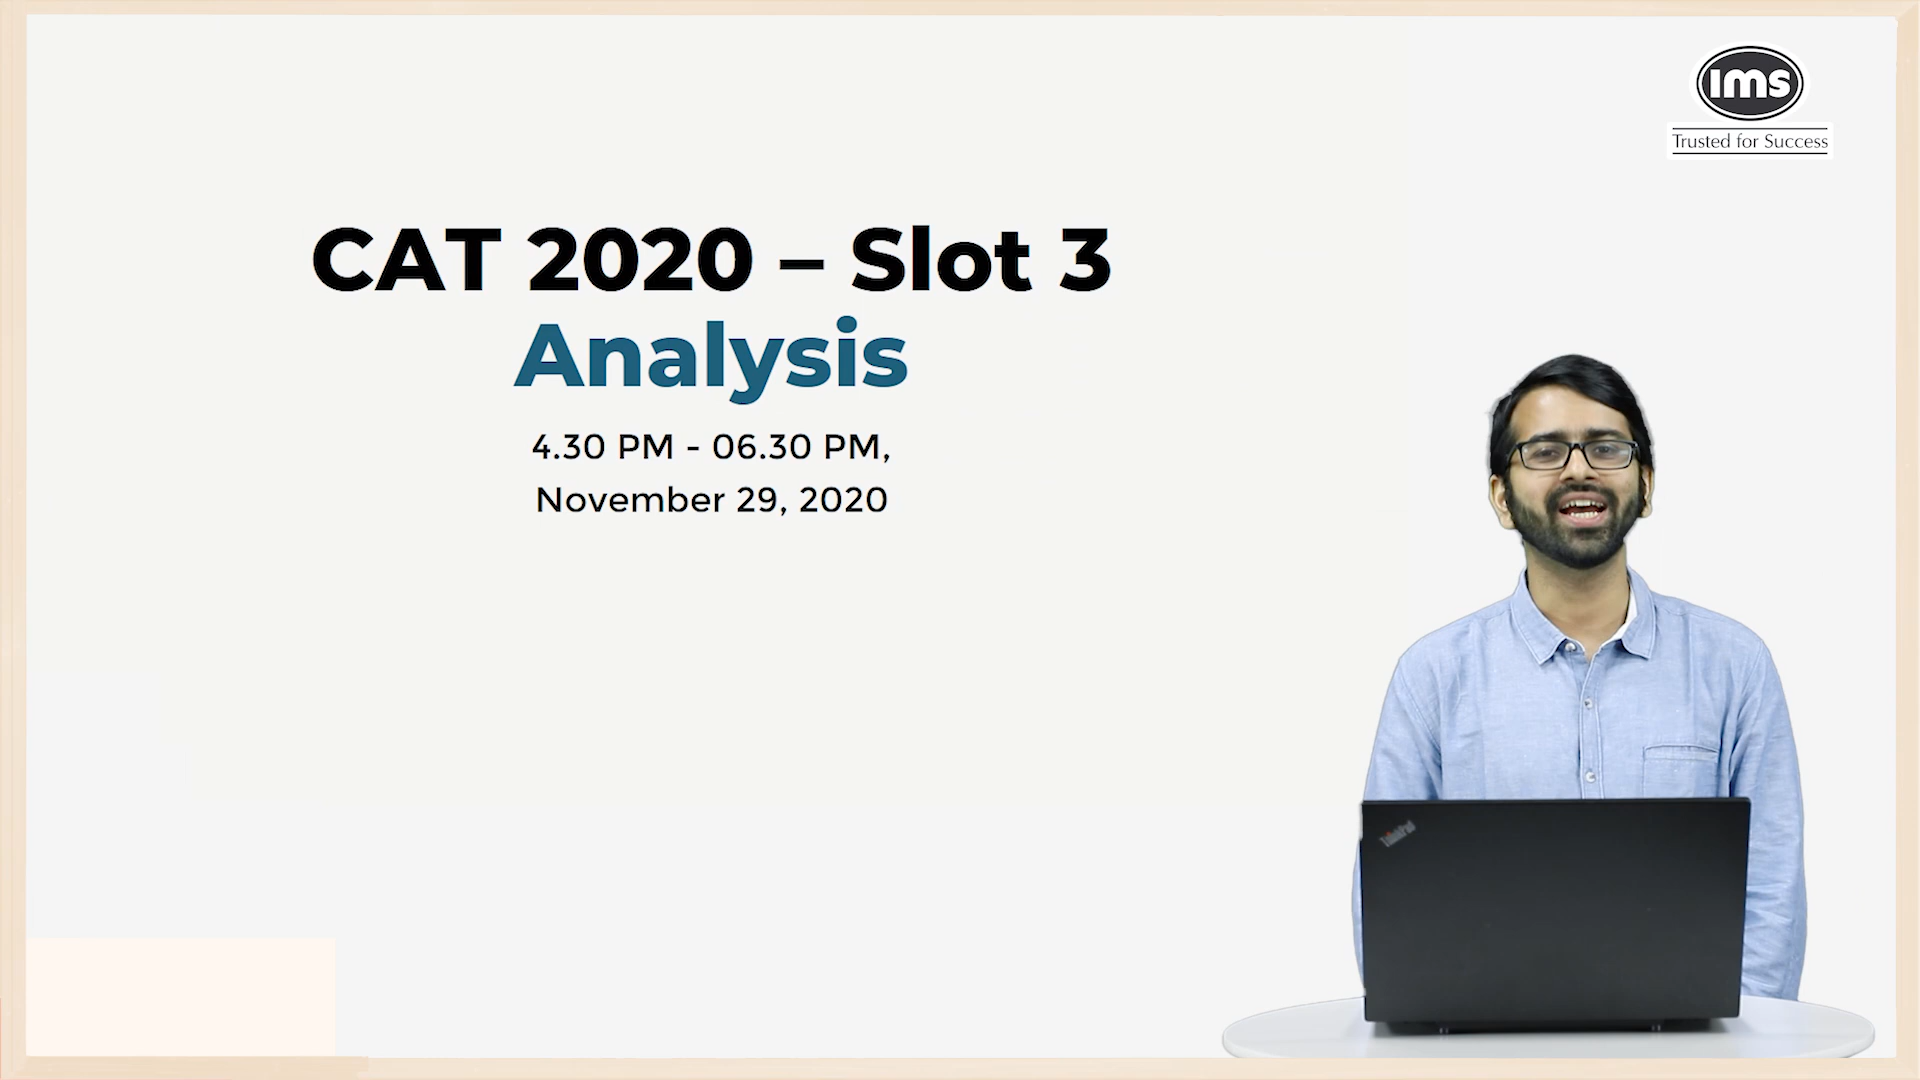 ims
Trusted for Success
CAT 2020 – Slot 3
Analysis
4.30 PM - 06.30 PM,
November 29, 2020
ThinkPad